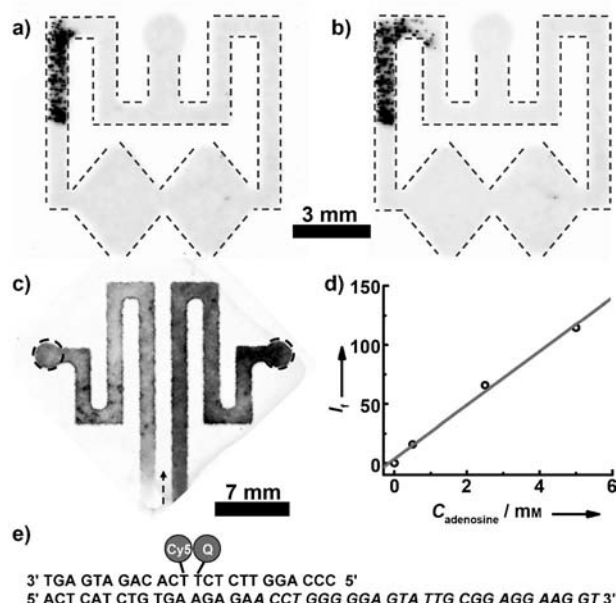 a)
b)
3 mm
c)
d)
150
100
50
0
I_f
0 2 4 6
C_adenosine / mM
7 mm
e)
Cy5 Q
3' TGA GTA GAC ACT TCT CTT GGA CCC 5'
5' ACT CAT CTG TGA AGA GAA CCT GGG GGA GTA TTG CGG AGG AAG GT 3'